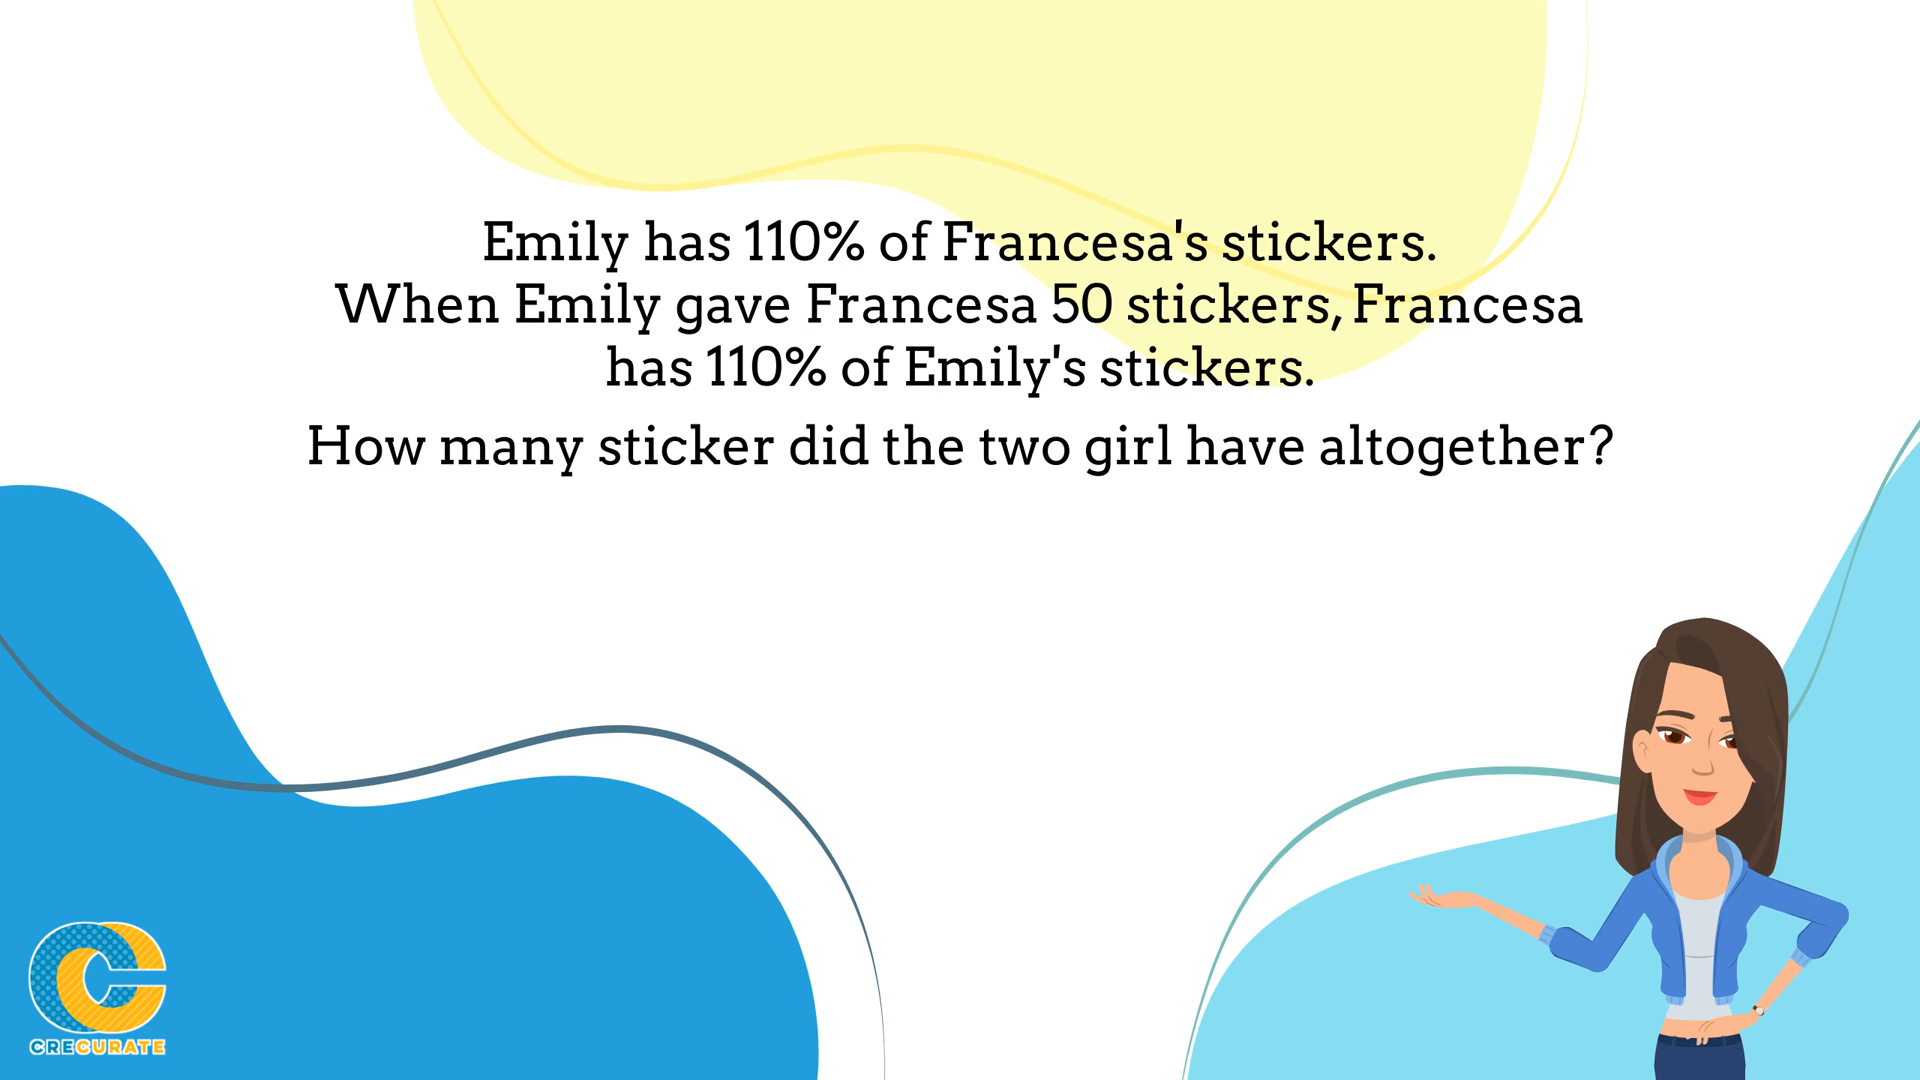 Emily has 110% of Francesa's stickers.
When Emily gave Francesa 50 stickers, Francesa
has 110% of Emily's stickers.
How many sticker did the two girl have altogether?
CRECURATE